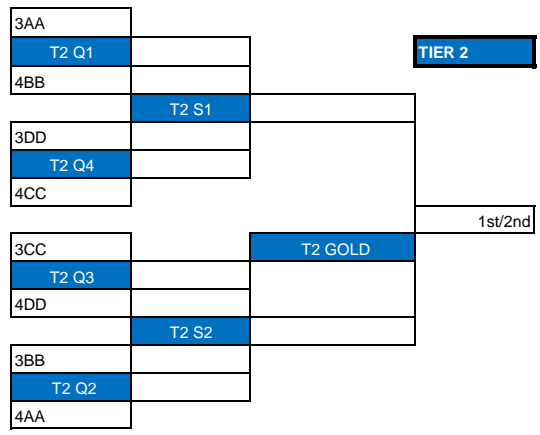 3AA
T2 Q1
TIER 2
4BB
T2 S1
3DD
T2 Q4
4CC
1st/2nd
3CC
T2 GOLD
T2 Q3
4DD
T2 S2
3BB
T2 Q2
4AA